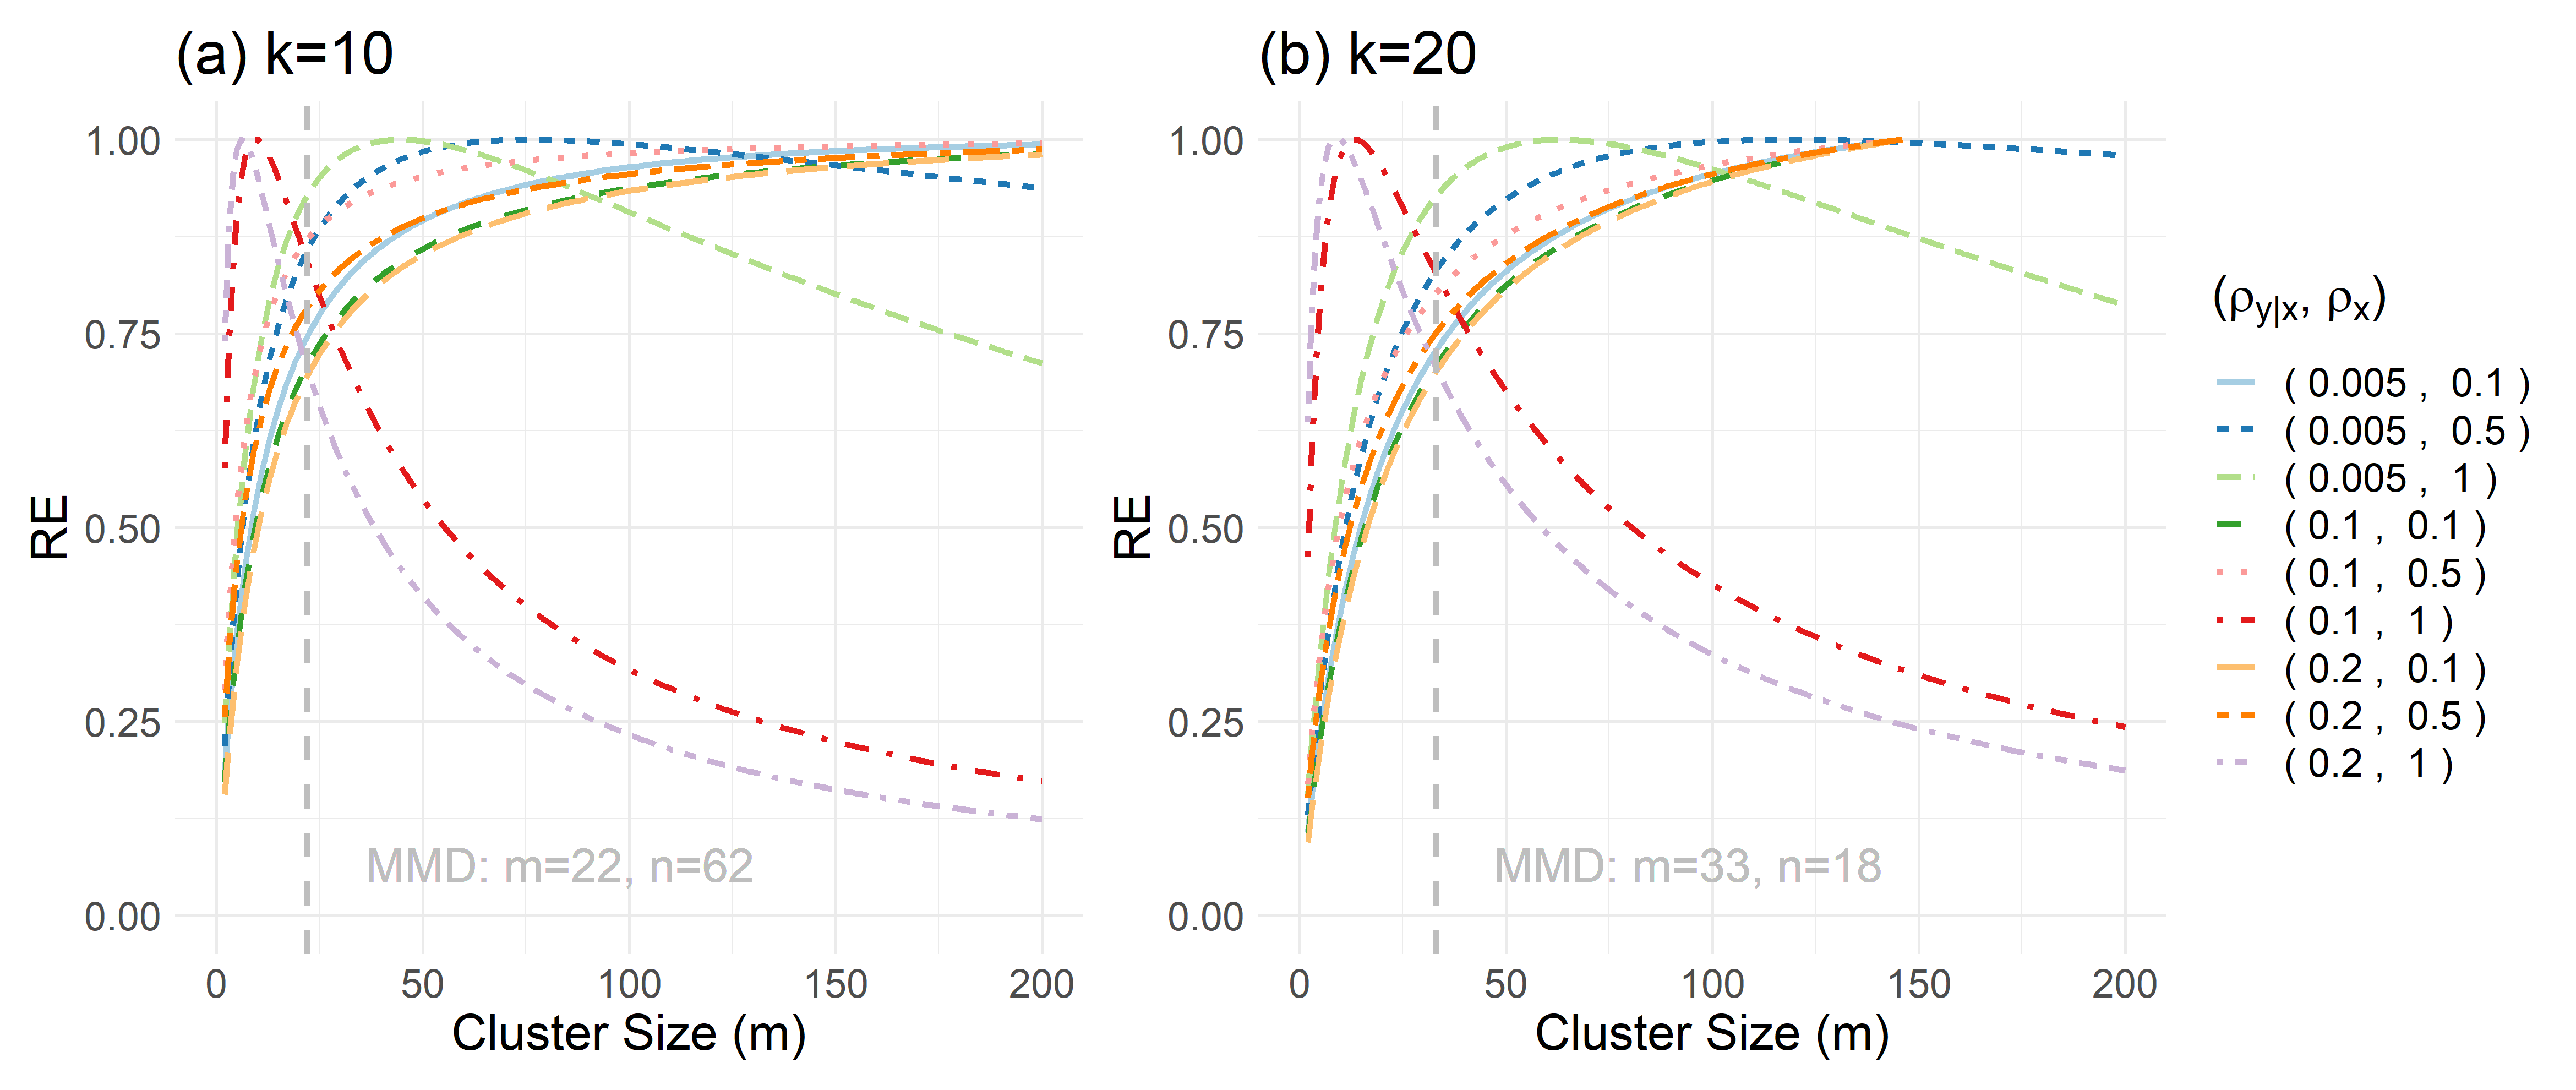 (a) k=10
1.00
0.75
0.50
0.25
0.00
RE
MMD: m=22, n=62
0 50 100 150 200
Cluster Size (m)
(b) k=20
1.00
0.75
0.50
0.25
0.00
RE
MMD: m=33, n=18
0 50 100 150 200
Cluster Size (m)
(ρy|x, ρx)
( 0.005 , 0.1 )
( 0.005 , 0.5 )
( 0.005 , 1 )
( 0.1 , 0.1 )
( 0.1 , 0.5 )
( 0.1 , 1 )
( 0.2 , 0.1 )
( 0.2 , 0.5 )
( 0.2 , 1 )